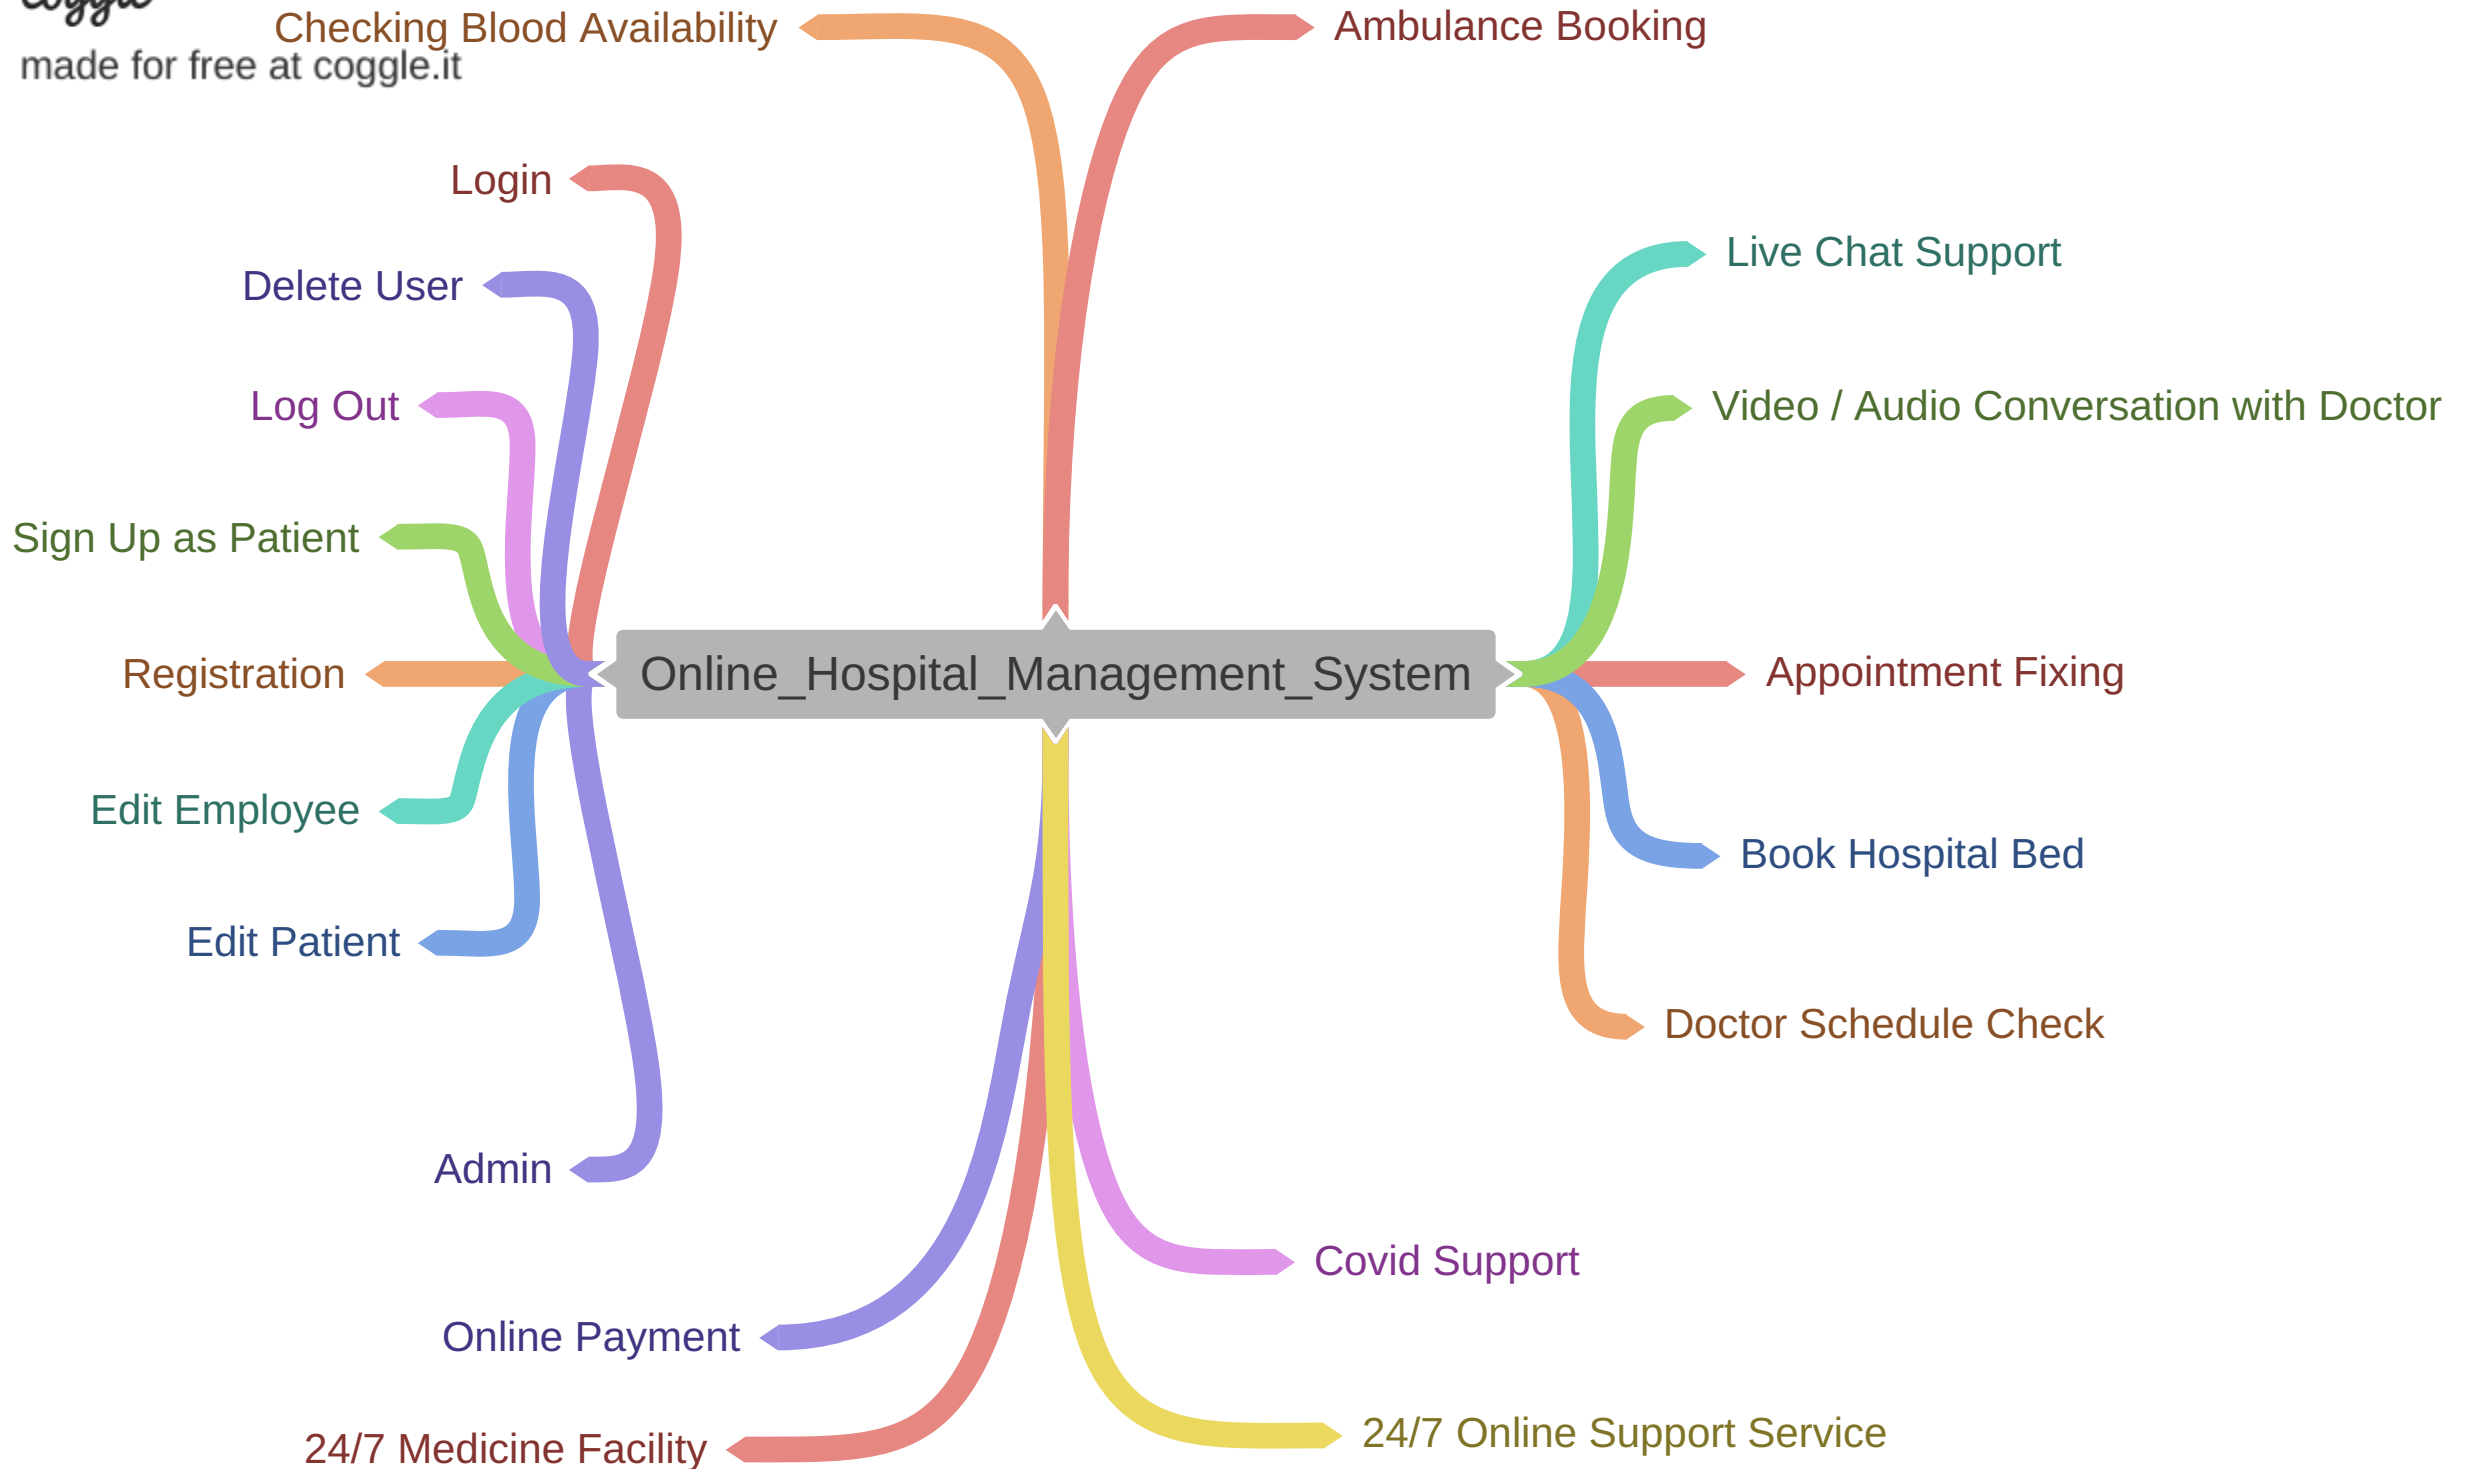 Checking Blood Availability
Ambulance Booking
made for free at coggle.it
Login
Delete User
Live Chat Support
Log Out
Video / Audio Conversation with Doctor
Sign Up as Patient
Registration
Online_Hospital_Management_System
Appointment Fixing
Edit Employee
Book Hospital Bed
Edit Patient
Doctor Schedule Check
Admin
Covid Support
Online Payment
24/7 Medicine Facility
24/7 Online Support Service